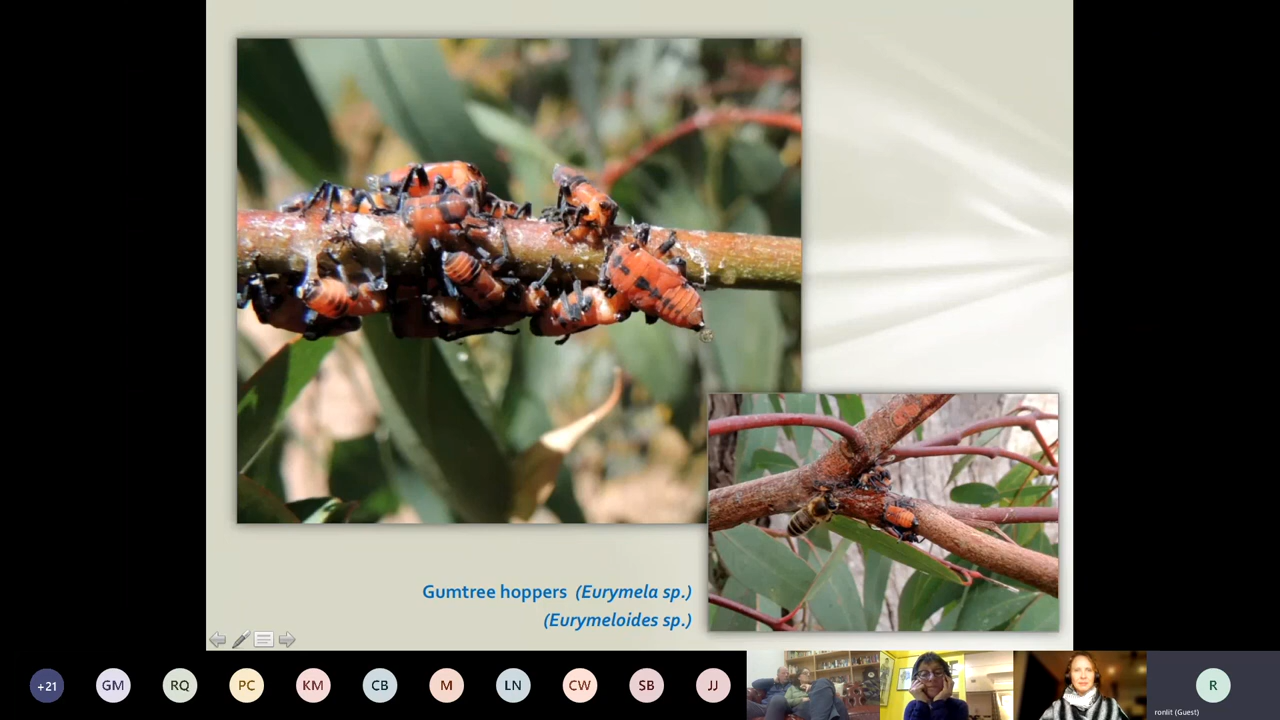 Gumtree hoppers (Eurymela sp.)
(Eurymeloides sp.)
+21
GM
RQ
PC
KM
CB
M
LN
CW
SB
JJ
R
ronlit (Guest)